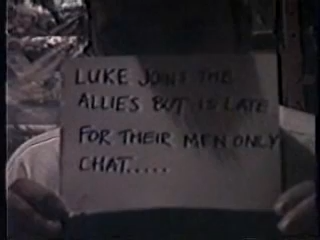 LUKE JOINS THE
ALLIES BUT IS LATE
FOR THEIR MEN ONLY
CHAT.....